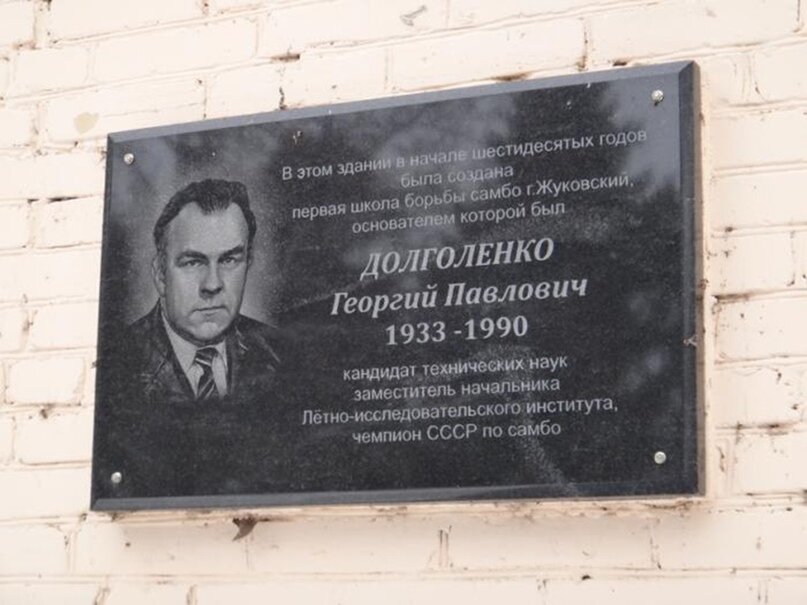 В этом здании в начале шестидесятых годов
была создана
первая школа борьбы самбо г.Жуковский,
основателем которой был
ДОЛГОЛЕНКО
Георгий Павлович
1933 -1990
кандидат технических наук
заместитель начальника
Лётно-исследовательского института,
чемпион СССР по самбо